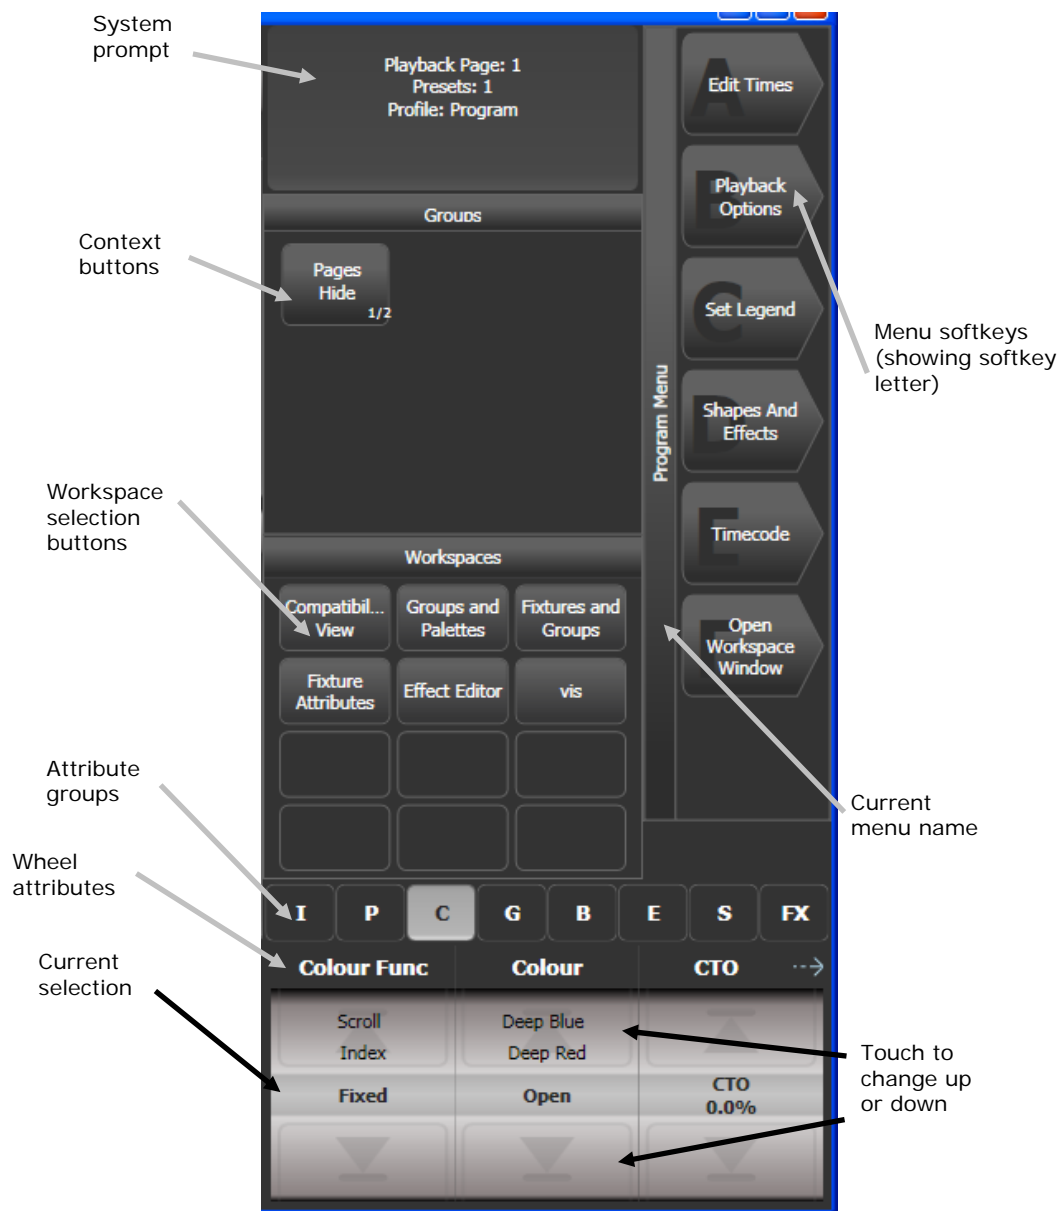 System
prompt
Playback Page: 1
Presets: 1
Profile: Program
A
Edit Times
B
Playback
Options
Groups
Context
buttons
Pages
Hide
1/2
C
Set Legend
Menu softkeys
(showing softkey
letter)
Program Menu
D
Shapes And
Effects
Workspace
selection
buttons
E
Timecode
Workspaces
Compatibil...
View
Groups and
Palettes
Fixtures and
Groups
F
Open
Workspace
Window
Fixture
Attributes
Effect Editor
vis
Attribute
groups
Current
menu name
Wheel
attributes
I P C G B E S FX
Current
selection
Colour Func Colour CTO
Scroll
Index
Deep Blue
Deep Red
Touch to
change up
or down
Fixed
Open
CTO
0.0%